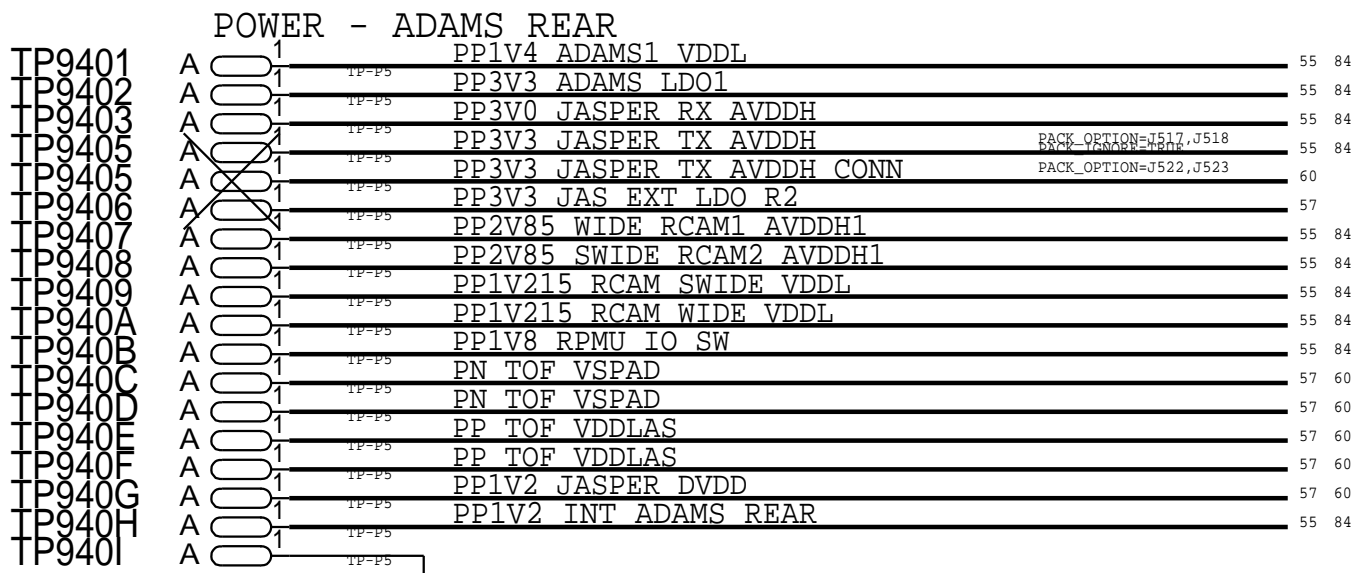 POWER - ADAMS REAR
TP9401 A 1 TP-P5 PP1V4 ADAMS1 VDDL 55 84
TP9402 A 1 TP-P5 PP3V3 ADAMS LDO1 55 84
TP9403 A 1 TP-P5 PP3V0 JASPER RX AVDDH 55 84
TP9405 A 1 TP-P5 PP3V3 JASPER TX AVDDH PACK_OPTION=J517,J518 55 84
PACK_IGNORE=TRUE
TP9405 A 1 TP-P5 PP3V3 JASPER TX AVDDH CONN PACK_OPTION=J522,J523 60
TP9406 A 1 TP-P5 PP3V3 JAS EXT LDO R2 57
TP9407 A 1 TP-P5 PP2V85 WIDE RCAM1 AVDDH1 55 84
TP9408 A 1 TP-P5 PP2V85 SWIDE RCAM2 AVDDH1 55 84
TP9409 A 1 TP-P5 PP1V215 RCAM SWIDE VDDL 55 84
TP940A A 1 TP-P5 PP1V215 RCAM WIDE VDDL 55 84
TP940B A 1 TP-P5 PP1V8 RPMU IO SW 55 84
TP940C A 1 TP-P5 PN TOF VSPAD 57 60
TP940D A 1 TP-P5 PN TOF VSPAD 57 60
TP940E A 1 TP-P5 PP TOF VDDLAS 57 60
TP940F A 1 TP-P5 PP TOF VDDLAS 57 60
TP940G A 1 TP-P5 PP1V2 JASPER DVDD 57 60
TP940H A 1 TP-P5 PP1V2 INT ADAMS REAR 55 84
TP940I A 1 TP-P5